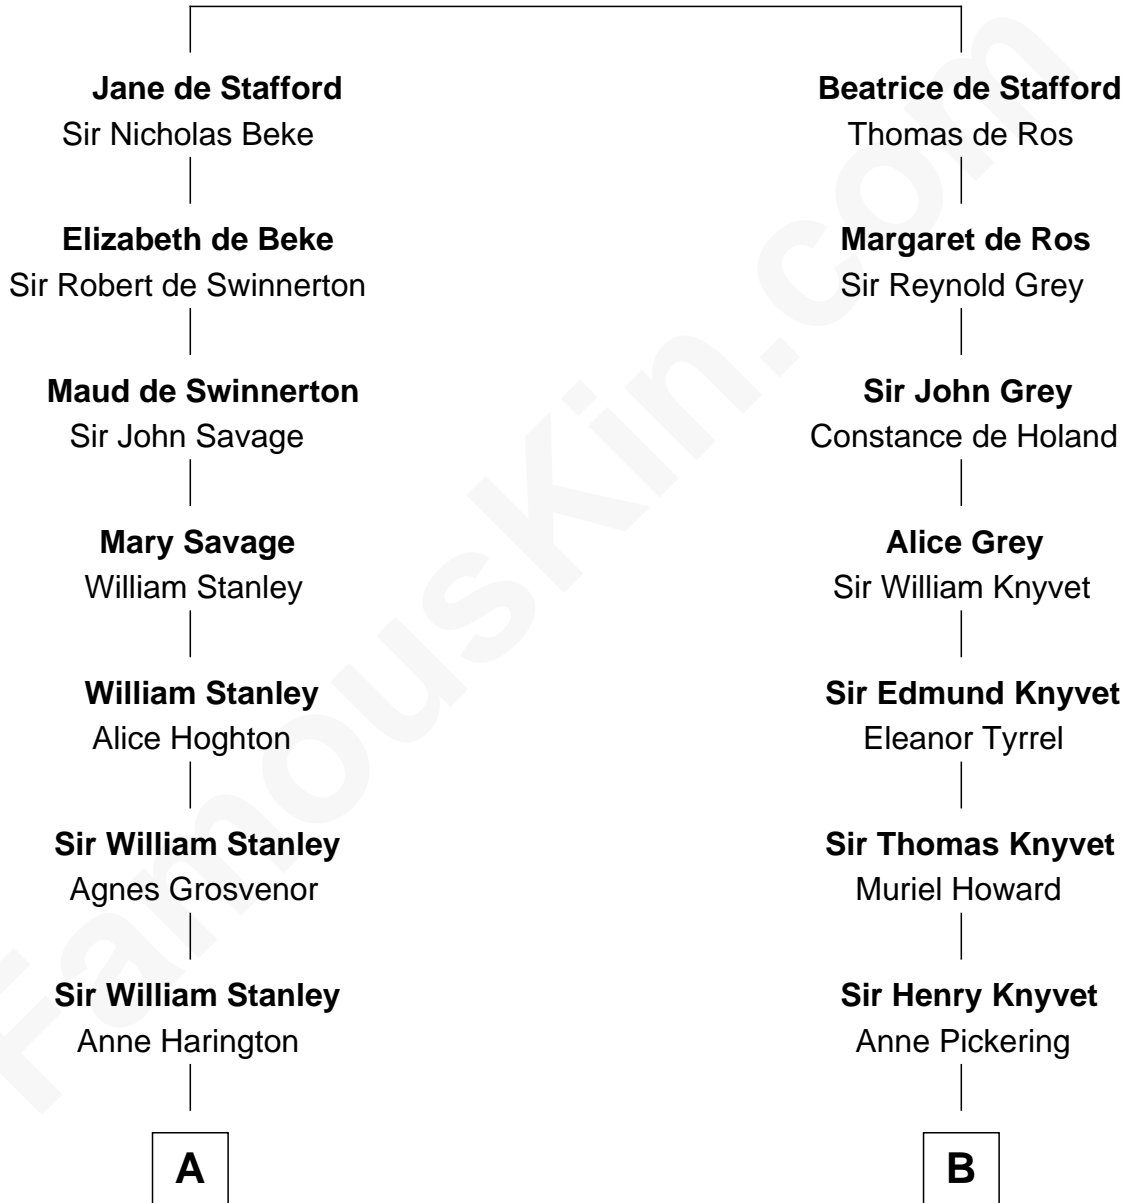 Jane de Stafford
Sir Nicholas Beke
Elizabeth de Beke
Sir Robert de Swinnerton
Maud de Swinnerton
Sir John Savage
Mary Savage
William Stanley
William Stanley
Alice Hoghton
Sir William Stanley
Agnes Grosvenor
Sir William Stanley
Anne Harington
A
Beatrice de Stafford
Thomas de Ros
Margaret de Ros
Sir Reynold Grey
Sir John Grey
Constance de Holand
Alice Grey
Sir William Knyvet
Sir Edmund Knyvet
Eleanor Tyrrel
Sir Thomas Knyvet
Muriel Howard
Sir Henry Knyvet
Anne Pickering
B
FamousKin.com